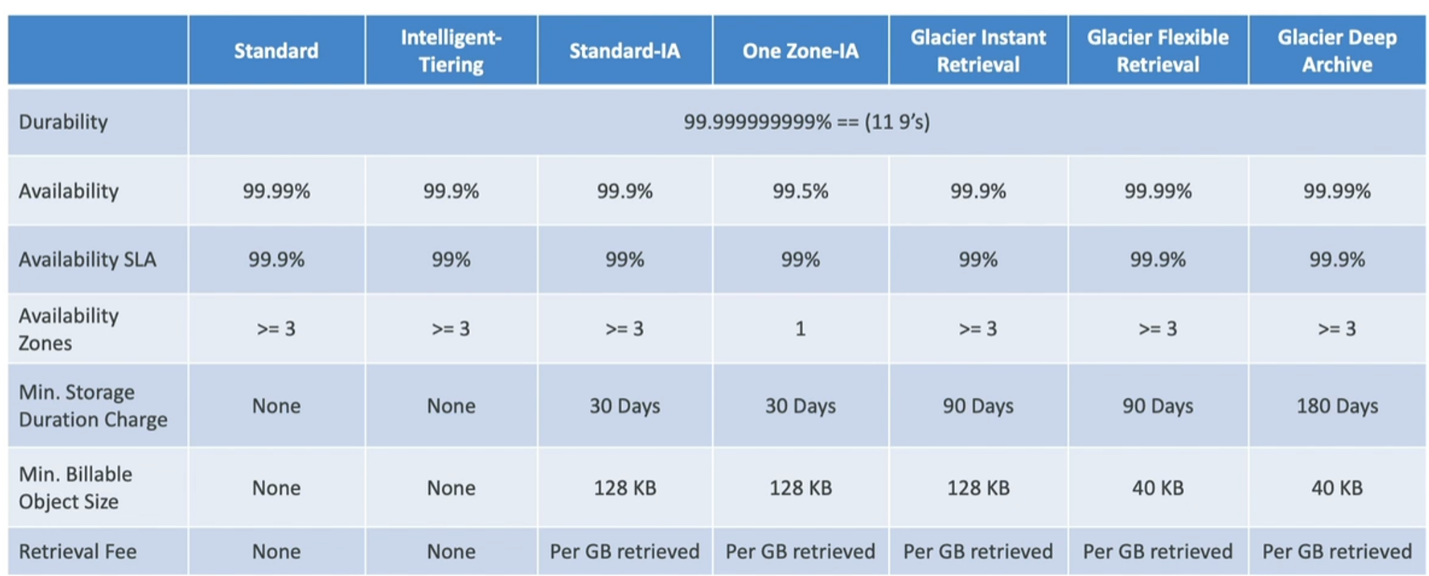 Standard
Intelligent-
Tiering
Standard-IA
One Zone-IA
Glacier Instant
Retrieval
Glacier Flexible
Retrieval
Glacier Deep
Archive
Durability
99.999999999% == (11 9’s)
Availability
99.99%
99.9%
99.9%
99.5%
99.9%
99.99%
99.99%
Availability SLA
99.9%
99%
99%
99%
99%
99.9%
99.9%
Availability
Zones
>= 3
>= 3
>= 3
1
>= 3
>= 3
>= 3
Min. Storage
Duration Charge
None
None
30 Days
30 Days
90 Days
90 Days
180 Days
Min. Billable
Object Size
None
None
128 KB
128 KB
128 KB
40 KB
40 KB
Retrieval Fee
None
None
Per GB retrieved
Per GB retrieved
Per GB retrieved
Per GB retrieved
Per GB retrieved